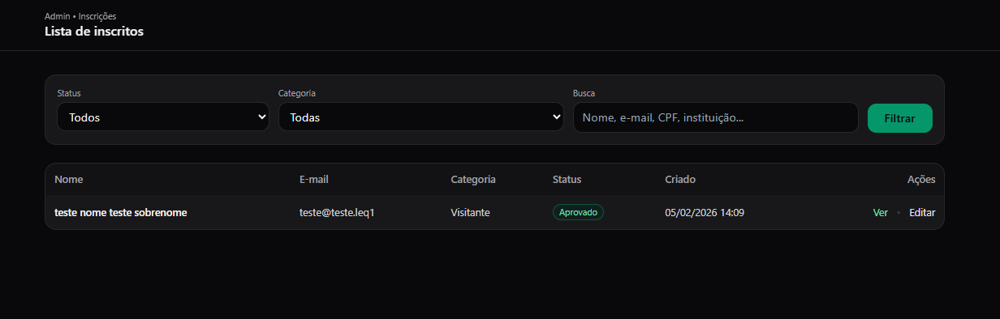 Admin • Inscrições
Lista de inscritos
Status
Categoria
Busca
Todos
Todas
Nome, e-mail, CPF, instituição...
Filtrar
Nome E-mail Categoria Status Criado Ações
teste nome teste sobrenome teste@teste.leq1 Visitante Aprovado 05/02/2026 14:09 Ver • Editar